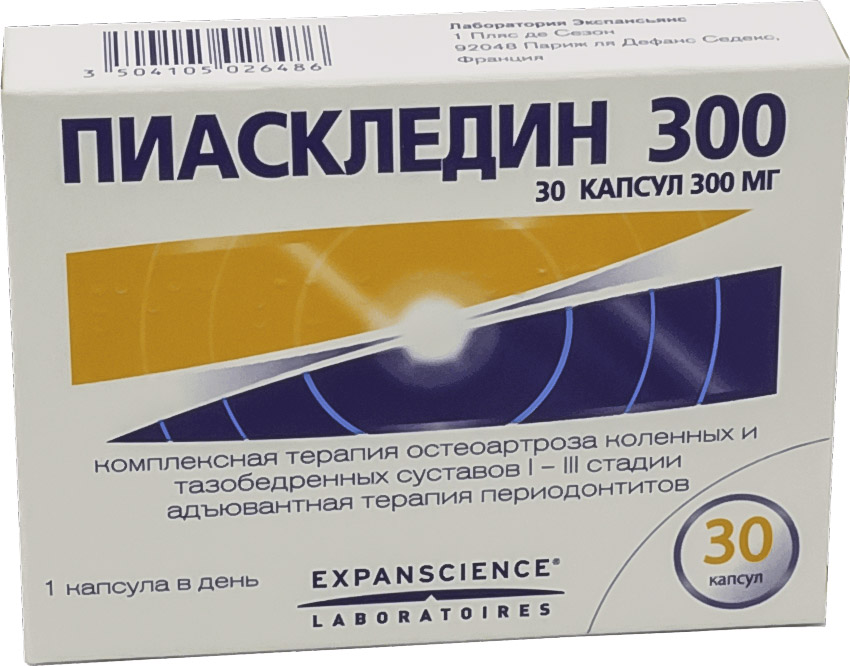 Лаборатория Экспансьянс
1 Пляс де Сезон
92048 Париж ля Дефанс Седекс,
Франция
3 504105 026486
ПИАСКЛЕДИН 300
30 КАПСУЛ 300 МГ
комплексная терапия остеоартроза коленных и
тазобедренных суставов I – III стадии
адъювантная терапия периодонтитов
30
капсул
1 капсула в день
EXPANSCIENCE®
LABORATOIRES